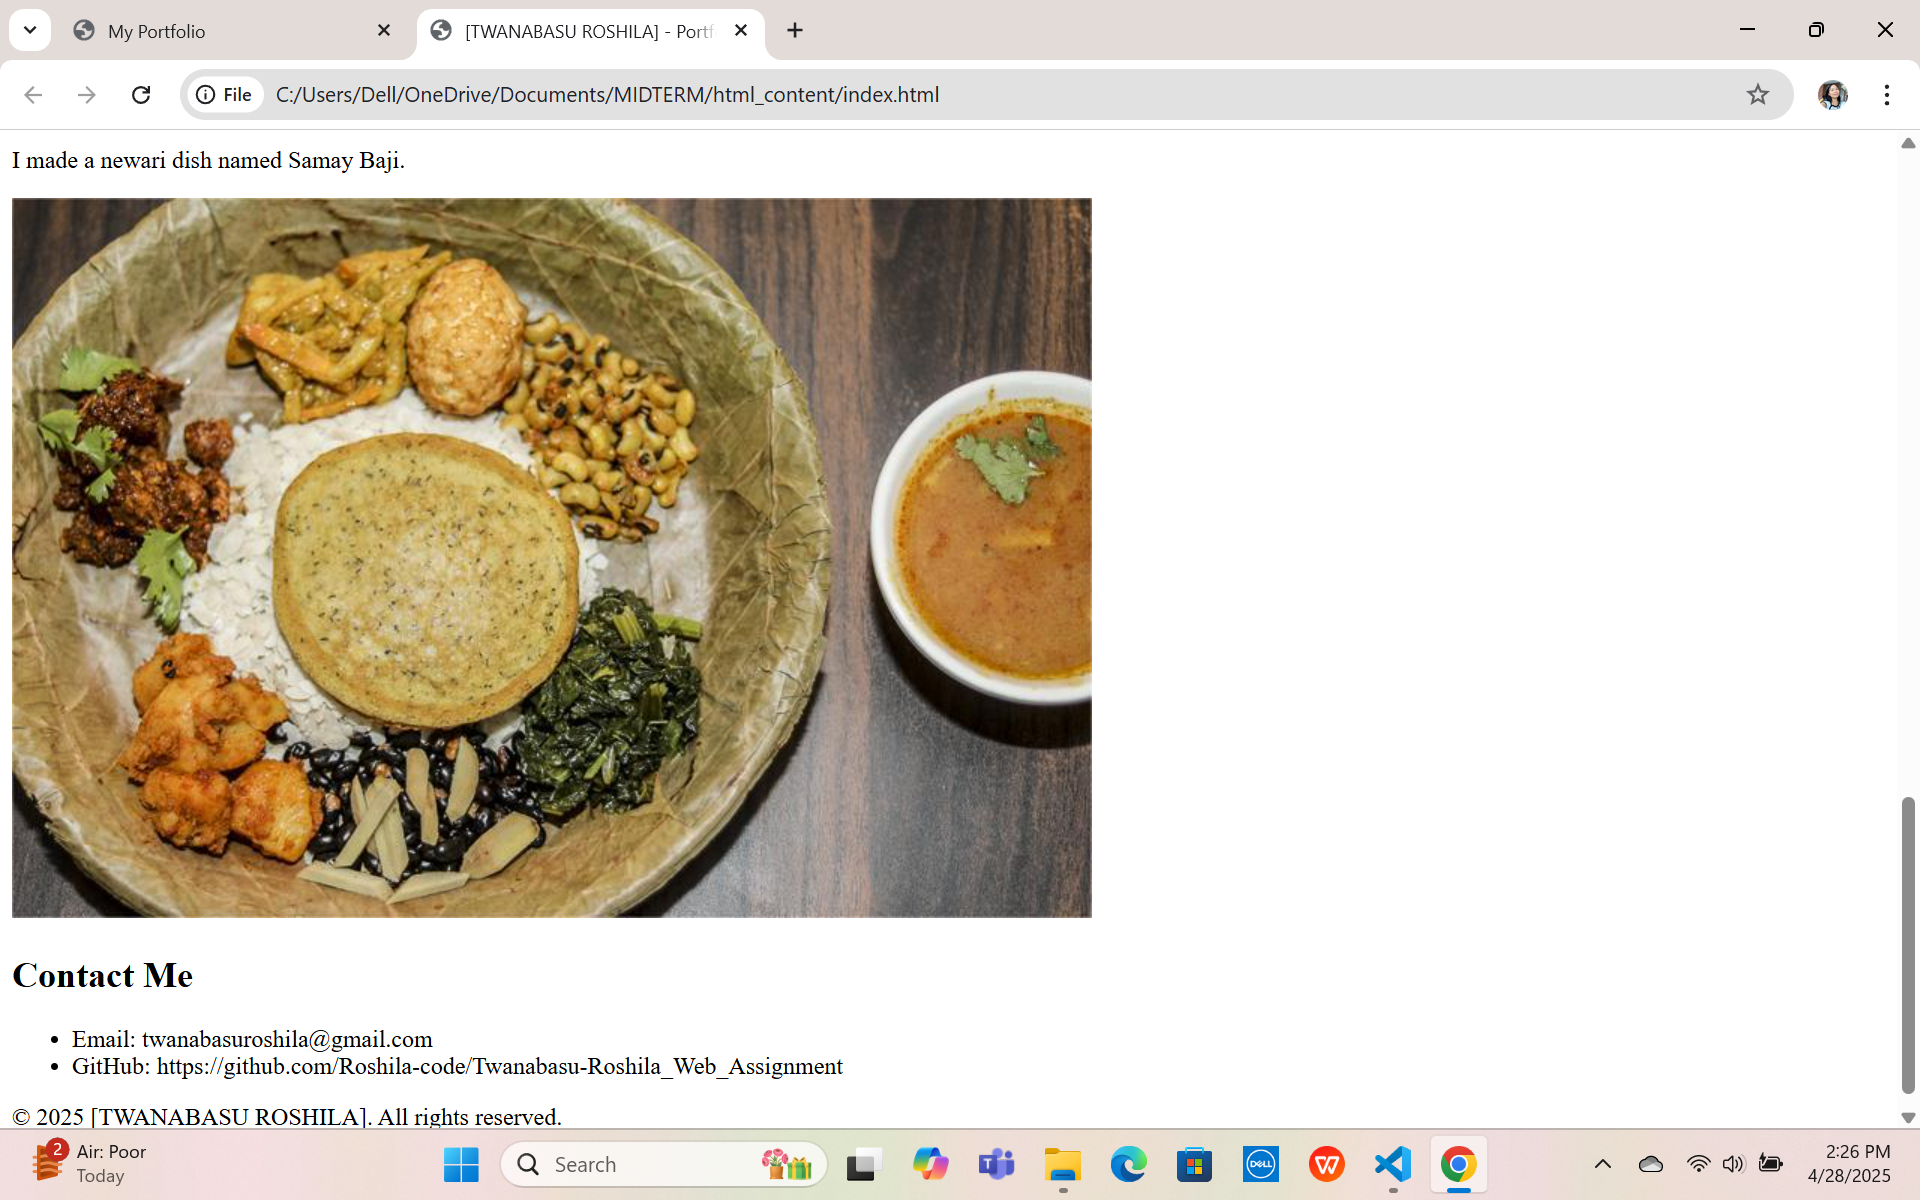 My Portfolio
[TWANABASU ROSHILA] - Portf
File
C:/Users/Dell/OneDrive/Documents/MIDTERM/html_content/index.html
I made a newari dish named Samay Baji.
Contact Me
• Email: twanabasuroshila@gmail.com
• GitHub: https://github.com/Roshila-code/Twanabasu-Roshila_Web_Assignment
© 2025 [TWANABASU ROSHILA]. All rights reserved.
2
Air: Poor
Today
Search
DELL
W
2:26 PM
4/28/2025